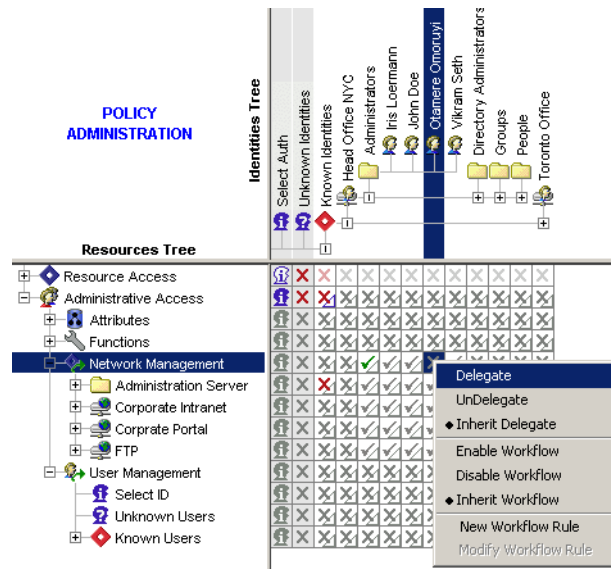 POLICY
ADMINISTRATION
Identities Tree
Select Auth
Unknown Identities
Known Identities
Head Office NYC
Administrators
Iris Loermann
John Doe
Otamere Omoruyi
Vikram Seth
Directory Administrators
Groups
People
Toronto Office
Resources Tree
Resource Access
Administrative Access
Attributes
Functions
Network Management
Administration Server
Corporate Intranet
Corprate Portal
FTP
User Management
Select ID
Unknown Users
Known Users
Delegate
UnDelegate
Inherit Delegate
Enable Workflow
Disable Workflow
Inherit Workflow
New Workflow Rule
Modify Workflow Rule